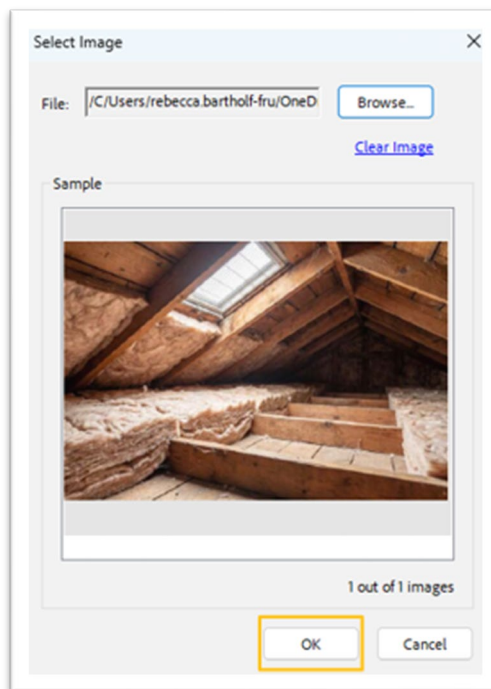 Select Image
File: /C/Users/rebecca.bartholf-fru/OneD Browse...
Clear Image
Sample
1 out of 1 images
OK Cancel